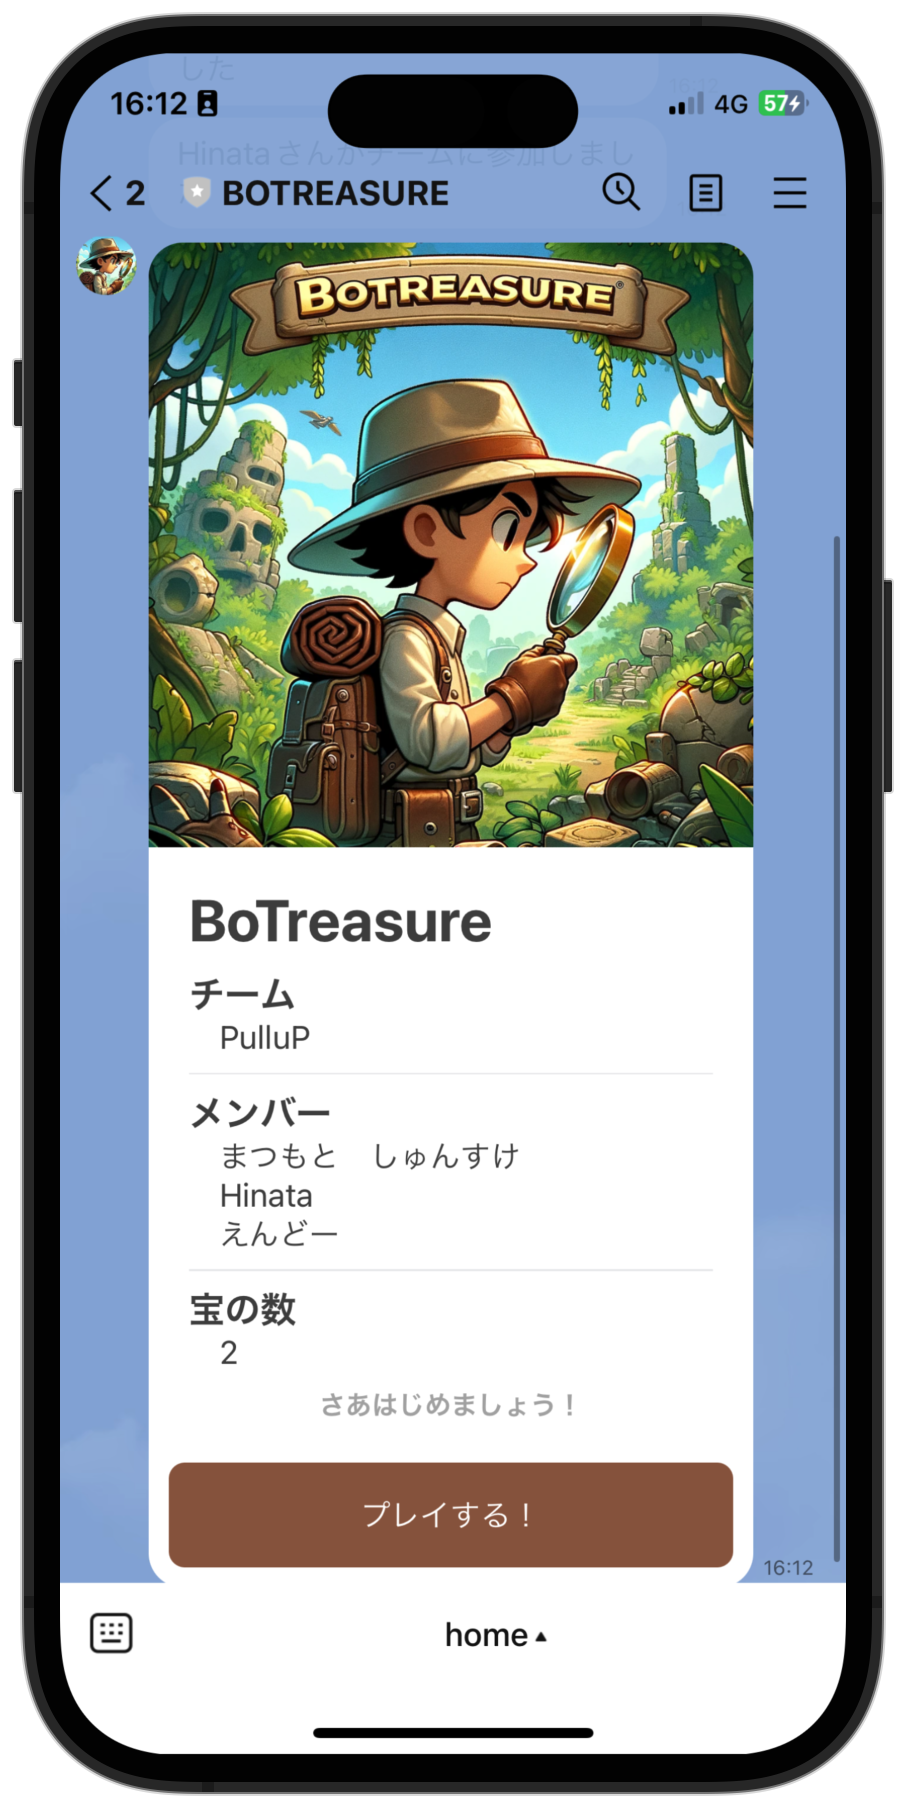 した
16:12
16:12 4G 57
Hinata さんがチームに参加しまし
2 BOTREASURE
BOTREASURE
BoTreasure
チーム
PulluP
メンバー
まつもと　しゅんすけ
Hinata
えんどー
宝の数
2
さあはじめましょう！
プレイする！
16:12
home